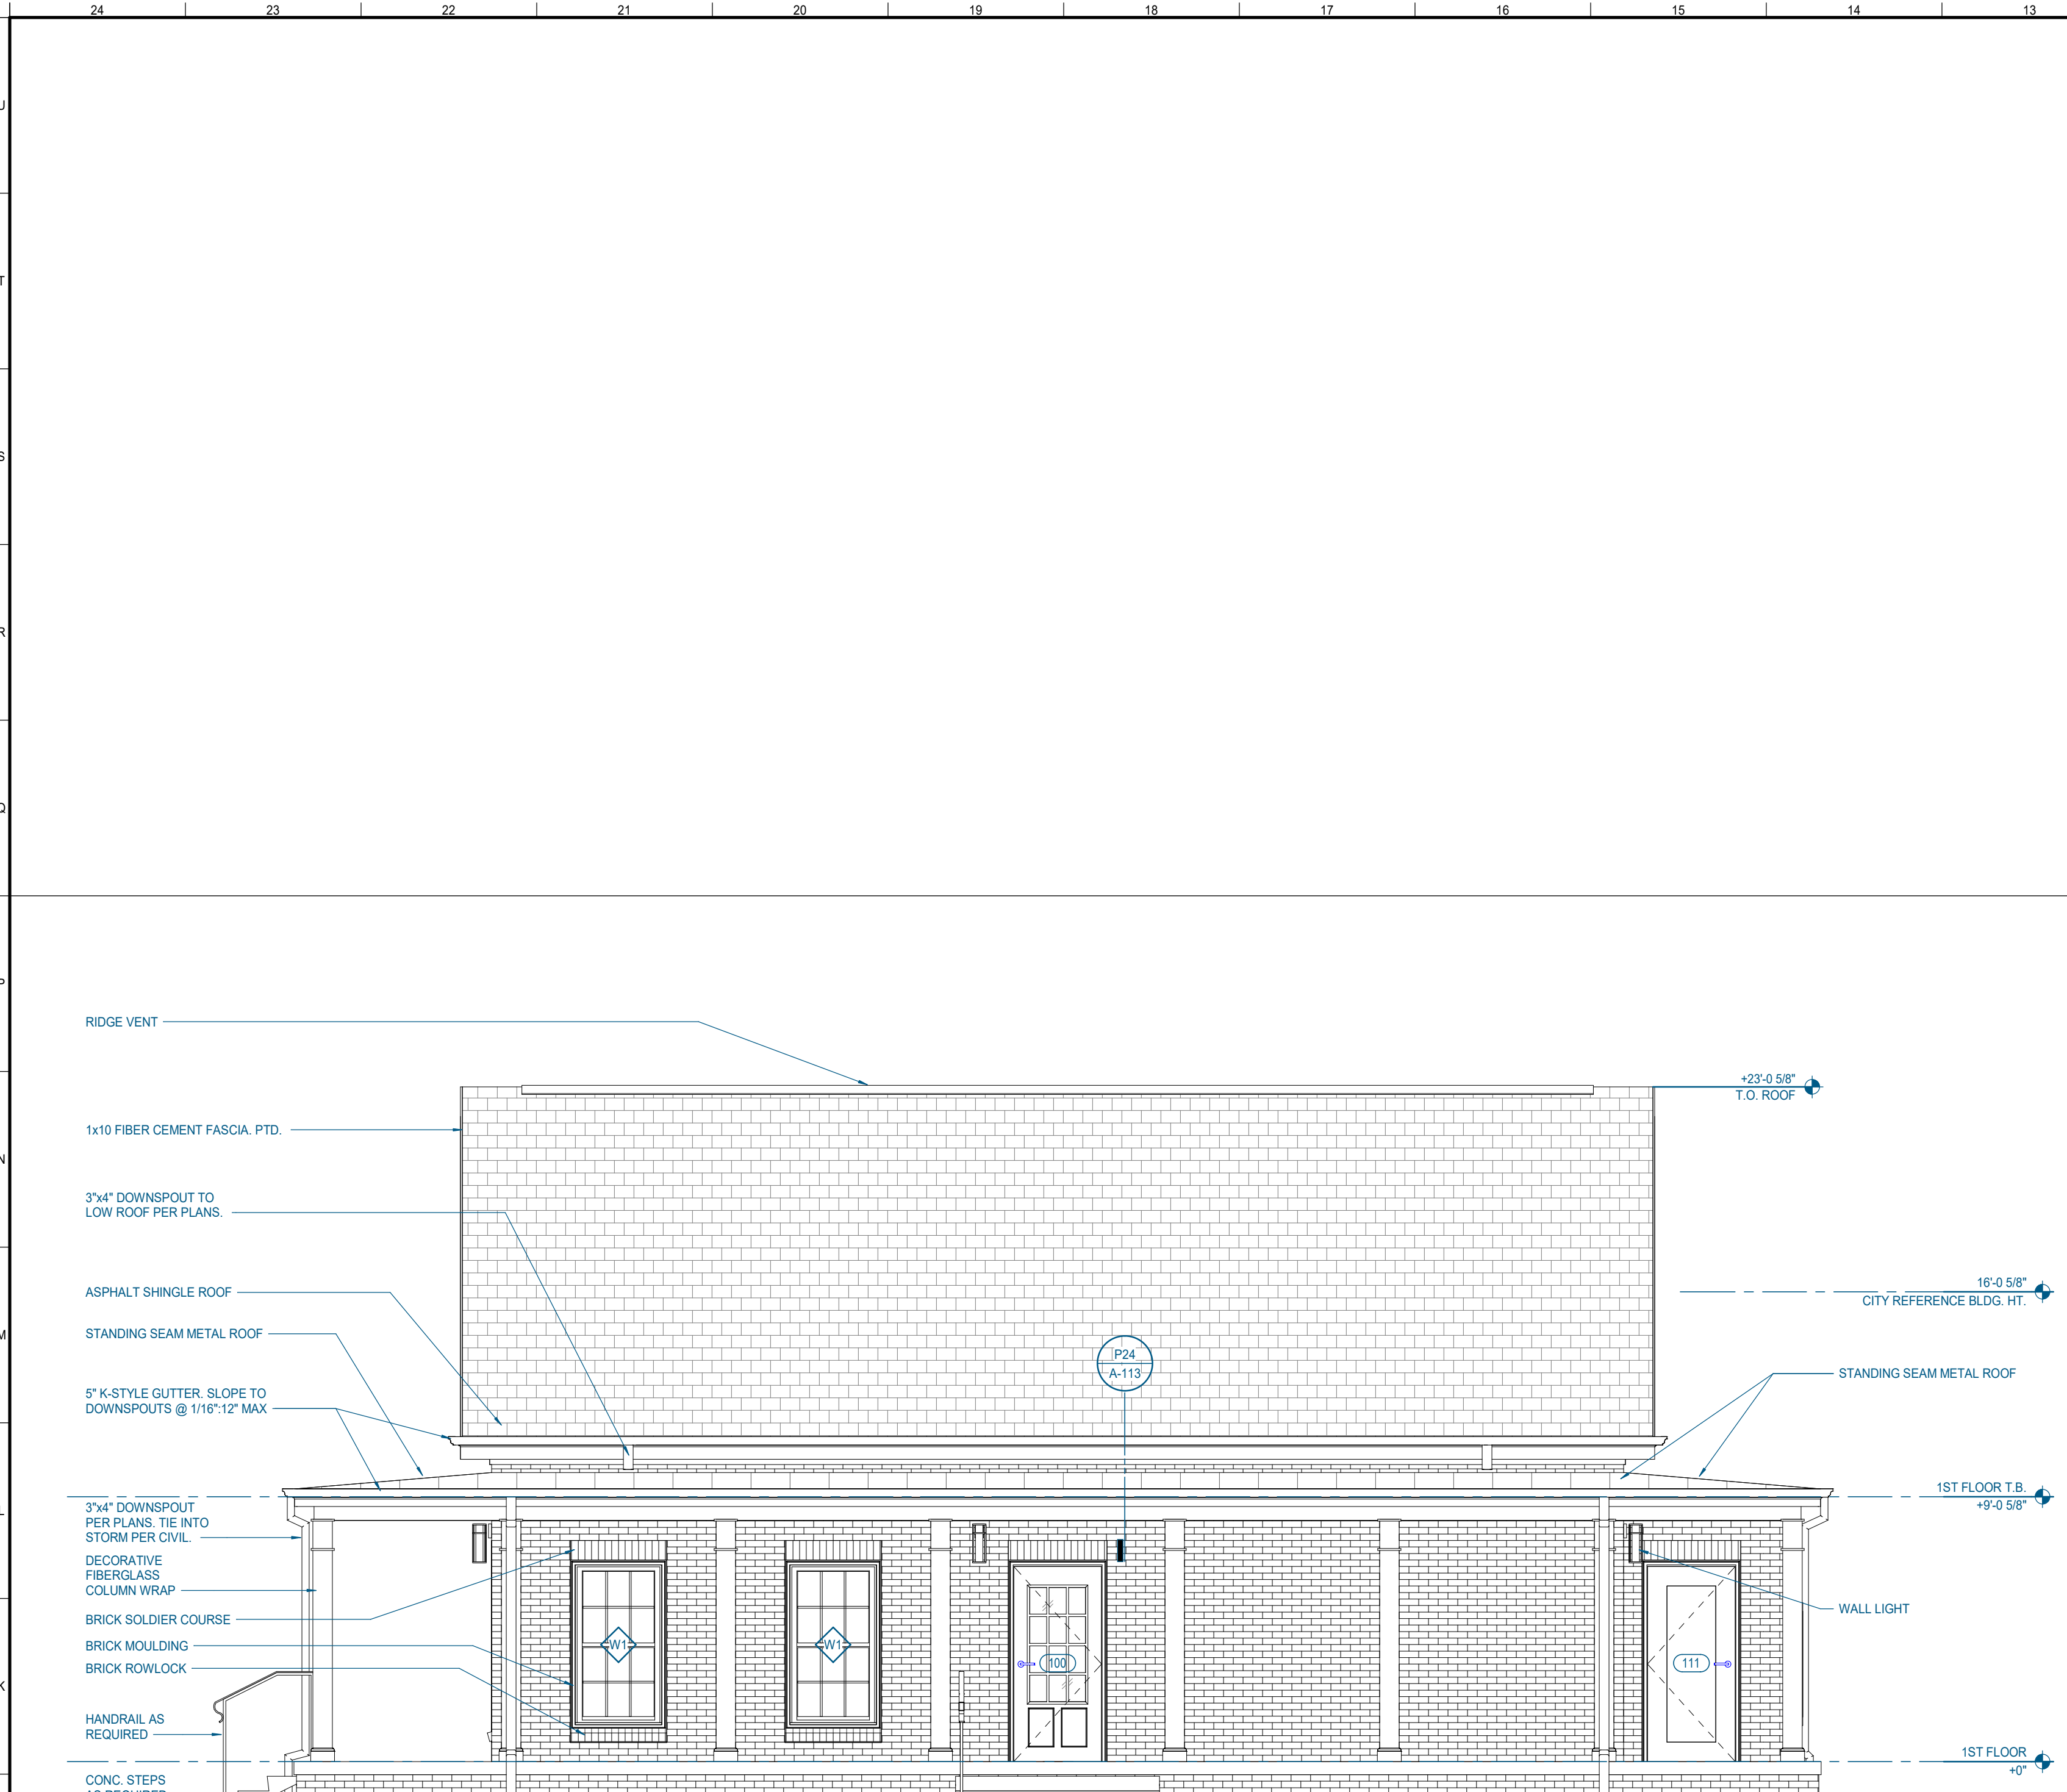 24 23 22 21 20 19 18 17 16 15 14 13
U
T
S
R
Q
P
N
M
L
K
RIDGE VENT
+23'-0 5/8"
T.O. ROOF
1x10 FIBER CEMENT FASCIA. PTD.
3"x4" DOWNSPOUT TO
LOW ROOF PER PLANS.
16'-0 5/8"
CITY REFERENCE BLDG. HT.
ASPHALT SHINGLE ROOF
STANDING SEAM METAL ROOF
P24
A-113
STANDING SEAM METAL ROOF
5" K-STYLE GUTTER. SLOPE TO
DOWNSPOUTS @ 1/16":12" MAX
1ST FLOOR T.B.
+9'-0 5/8"
3"x4" DOWNSPOUT
PER PLANS. TIE INTO
STORM PER CIVIL.
DECORATIVE
FIBERGLASS
COLUMN WRAP
WALL LIGHT
BRICK SOLDIER COURSE
BRICK MOULDING
W1
W1
BRICK ROWLOCK
100
111
HANDRAIL AS
REQUIRED
1ST FLOOR
+0"
CONC. STEPS
AS REQUIRED